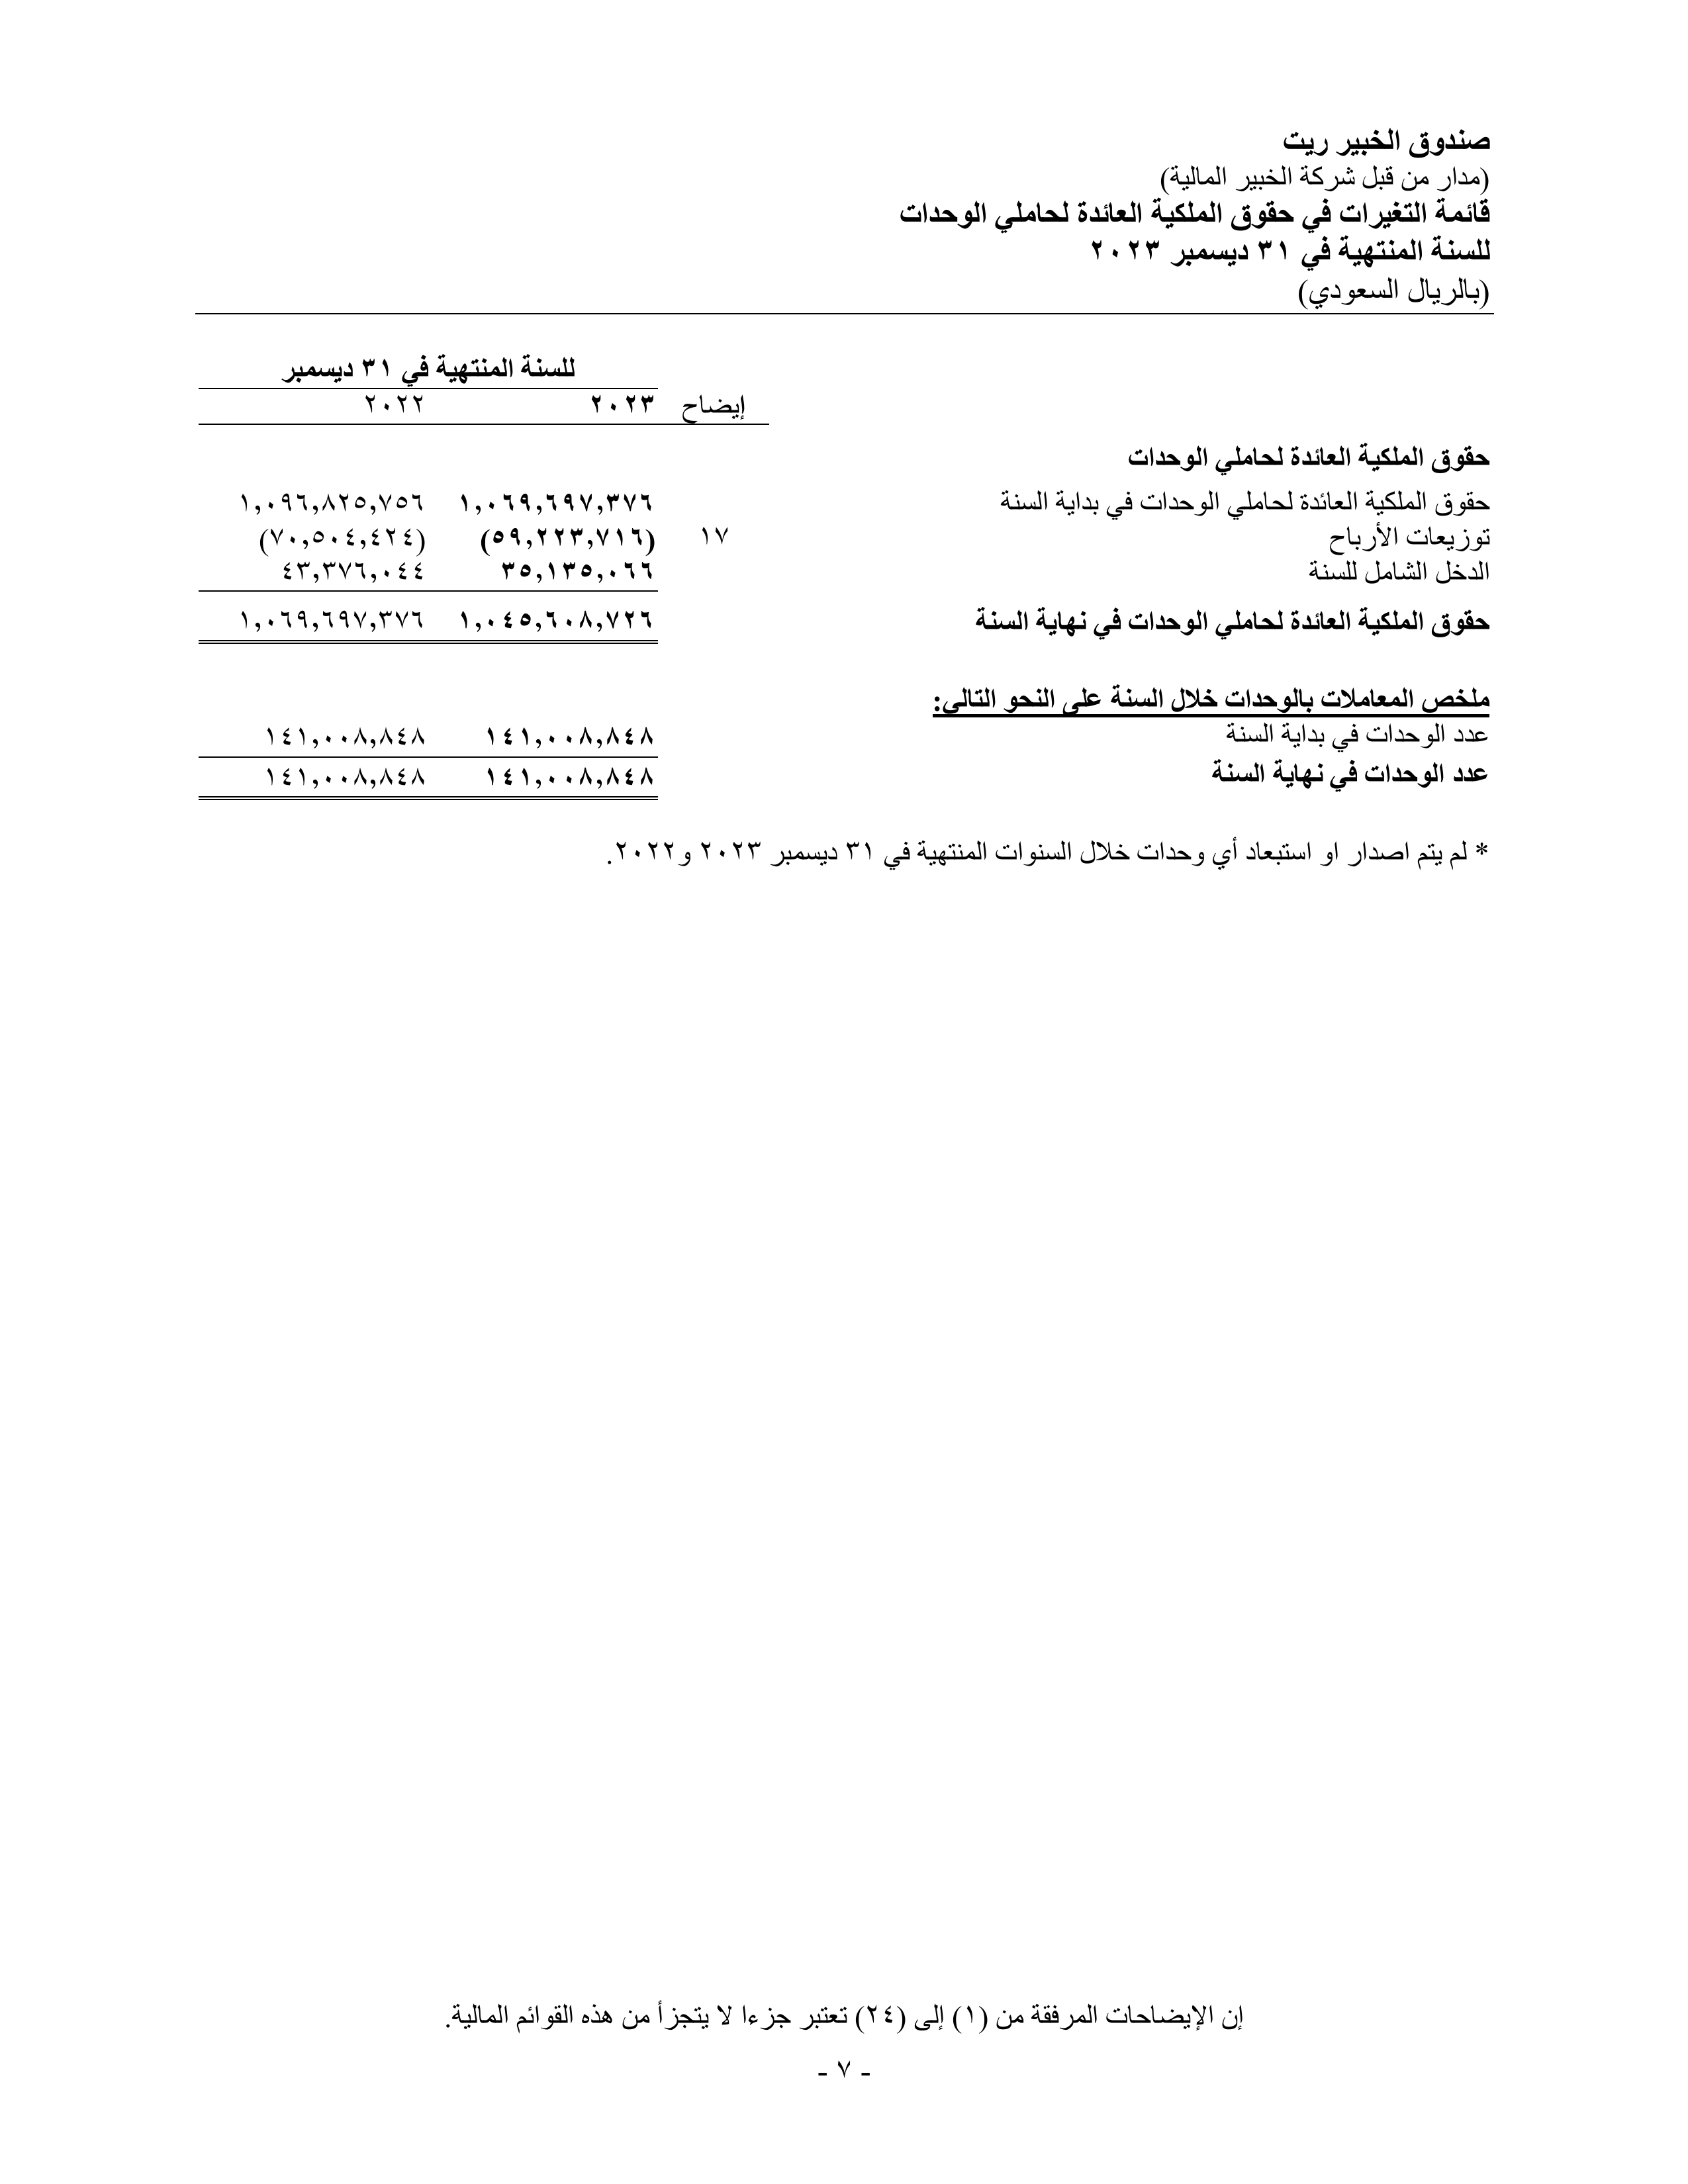 صندوق الخبير ريت
(مدار من قبل شركة الخبير المالية)
قائمة التغيرات في حقوق الملكية العائدة لحاملي الوحدات
للسنة المنتهية في ٣١ ديسمبر ٢٠٢٣
(بالريال السعودي)
للسنة المنتهية في ٣١ ديسمبر
إيضاح ٢٠٢٣ ٢٠٢٢
حقوق الملكية العائدة لحاملي الوحدات
حقوق الملكية العائدة لحاملي الوحدات في بداية السنة ١,٠٦٩,٦٩٧,٣٧٦ ١,٠٩٦,٨٢٥,٧٥٦
توزيعات الأرباح ١٧ (٥٩,٢٢٣,٧١٦) (٧٠,٥٠٤,٤٢٤)
الدخل الشامل للسنة ٣٥,١٣٥,٠٦٦ ٤٣,٣٧٦,٠٤٤
حقوق الملكية العائدة لحاملي الوحدات في نهاية السنة ١,٠٤٥,٦٠٨,٧٢٦ ١,٠٦٩,٦٩٧,٣٧٦
ملخص المعاملات بالوحدات خلال السنة على النحو التالي:
عدد الوحدات في بداية السنة ١٤١,٠٠٨,٨٤٨ ١٤١,٠٠٨,٨٤٨
عدد الوحدات في نهاية السنة ١٤١,٠٠٨,٨٤٨ ١٤١,٠٠٨,٨٤٨
* لم يتم اصدار او استبعاد أي وحدات خلال السنوات المنتهية في ٣١ ديسمبر ٢٠٢٣ و٢٠٢٢.
إن الإيضاحات المرفقة من (١) إلى (٢٤) تعتبر جزءا لا يتجزأ من هذه القوائم المالية.
- ٧ -